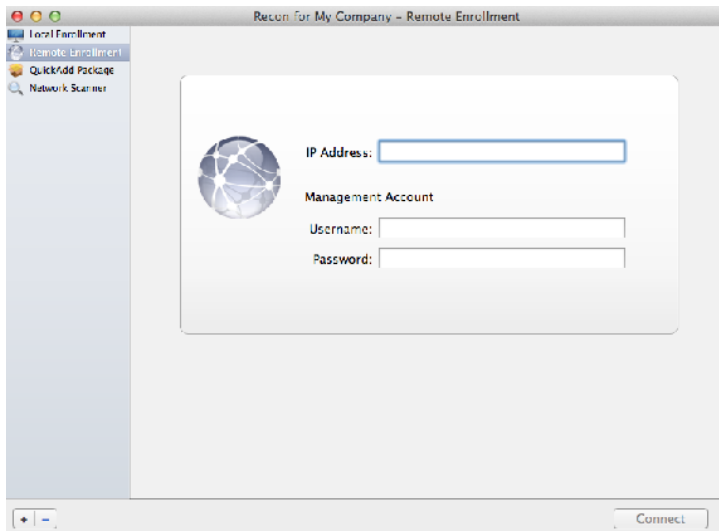 Recon for My Company – Remote Enrollment
Local Enrollment
Remote Enrollment
QuickAdd Package
Network Scanner
IP Address:
Management Account
Username:
Password:
+ –
Connect